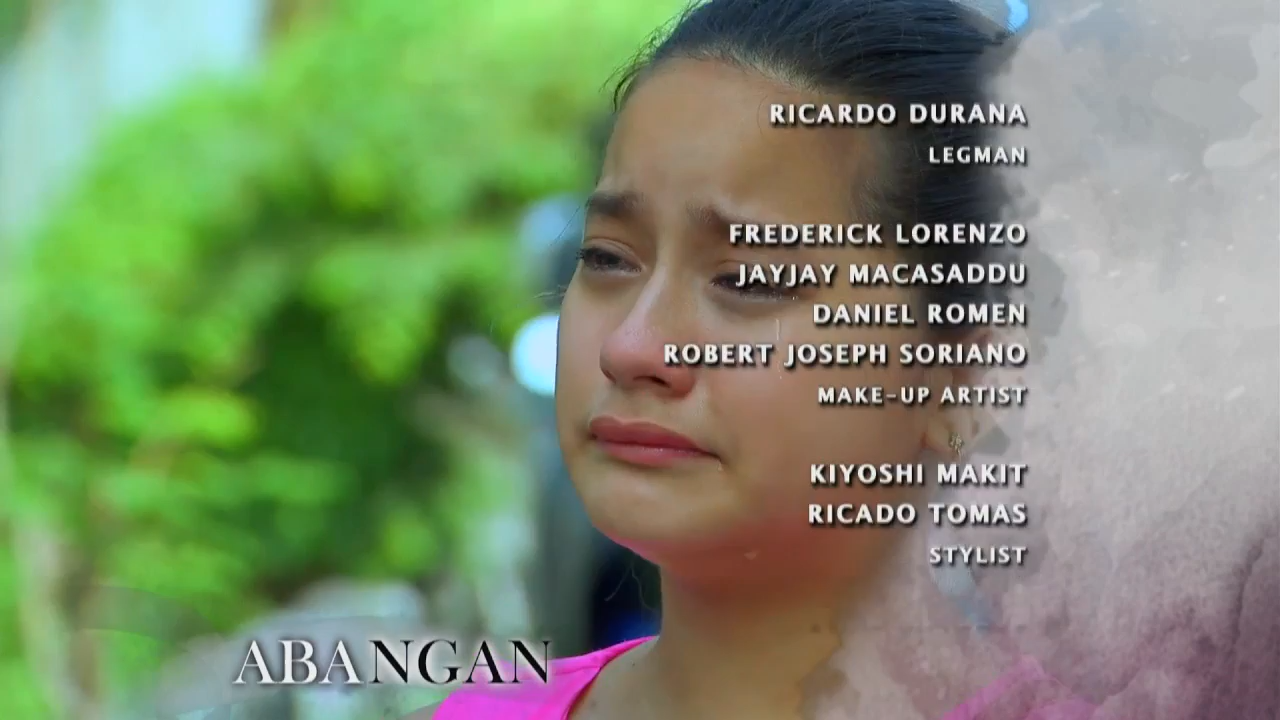 RICARDO DURANA
LEGMAN
FREDERICK LORENZO
JAYJAY MACASADDU
DANIEL ROMEN
ROBERT JOSEPH SORIANO
MAKE-UP ARTIST
KIYOSHI MAKIT
RICADO TOMAS
STYLIST
ABANGAN